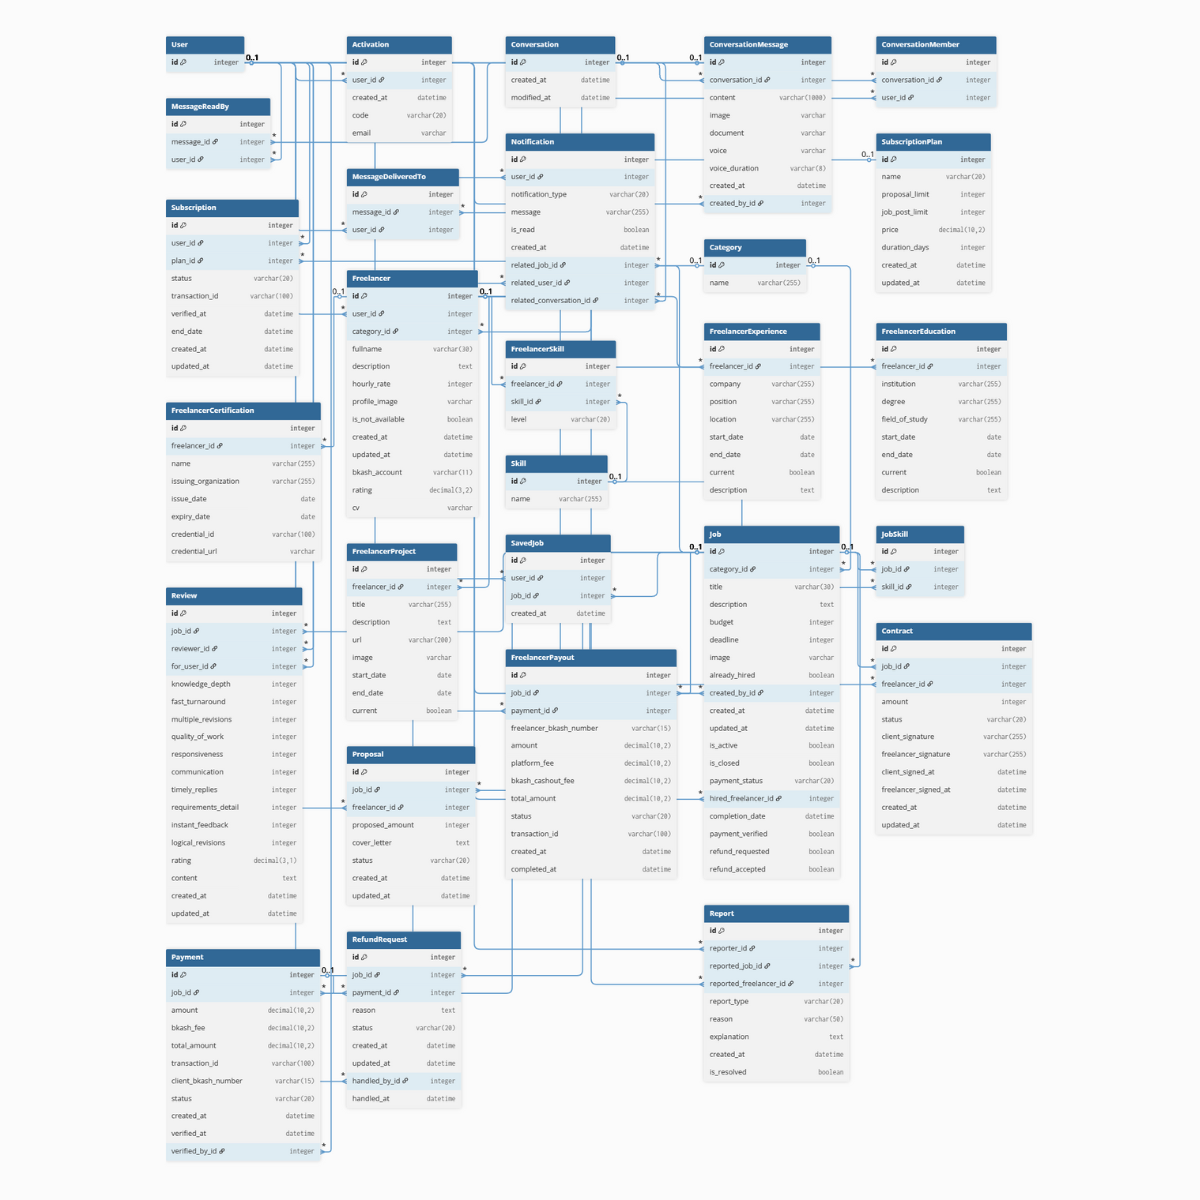 User
id integer
0..1
MessageReadBy
id integer
message_id integer
*
user_id integer
*
Subscription
id integer
user_id integer
*
plan_id integer
*
status varchar(20)
transaction_id varchar(100)
verified_at datetime
end_date datetime
created_at datetime
updated_at datetime
FreelancerCertification
id integer
freelancer_id integer
*
name varchar(255)
issuing_organization varchar(255)
issue_date date
expiry_date date
credential_id varchar(100)
credential_url varchar
Review
id integer
job_id integer
*
reviewer_id integer
*
for_user_id integer
*
knowledge_depth integer
fast_turnaround integer
multiple_revisions integer
quality_of_work integer
responsiveness integer
communication integer
timely_replies integer
requirements_detail integer
instant_feedback integer
logical_revisions integer
rating decimal(3,1)
content text
created_at datetime
updated_at datetime
Payment
id integer
0..1
job_id integer
*
amount decimal(10,2)
bkash_fee decimal(10,2)
total_amount decimal(10,2)
transaction_id varchar(100)
client_bkash_number varchar(15)
status varchar(20)
created_at datetime
verified_at datetime
verified_by_id integer
*
Activation
id integer
*
user_id integer
created_at datetime
code varchar(20)
email varchar
MessageDeliveredTo
id integer
message_id integer
*
*
user_id integer
Freelancer
0..1
id integer
0..1
*
user_id integer
category_id integer
*
fullname varchar(30)
description text
hourly_rate integer
profile_image varchar
is_not_available boolean
created_at datetime
updated_at datetime
bkash_account varchar(11)
rating decimal(3,2)
cv varchar
FreelancerProject
id integer
freelancer_id integer
*
title varchar(255)
description text
url varchar(200)
image varchar
start_date date
end_date date
current boolean
Proposal
id integer
job_id integer
*
*
freelancer_id integer
proposed_amount integer
cover_letter text
status varchar(20)
created_at datetime
updated_at datetime
RefundRequest
id integer
job_id integer
*
*
payment_id integer
reason text
status varchar(20)
created_at datetime
updated_at datetime
*
handled_by_id integer
handled_at datetime
Conversation
id integer
0..1
created_at datetime
modified_at datetime
Notification
id integer
*
user_id integer
notification_type varchar(20)
message varchar(255)
is_read boolean
created_at datetime
related_job_id integer
*
*
related_user_id integer
related_conversation_id integer
*
FreelancerSkill
id integer
*
freelancer_id integer
skill_id integer
*
level varchar(20)
Skill
id integer
0..1
name varchar(255)
SavedJob
id integer
*
user_id integer
job_id integer
*
created_at datetime
FreelancerPayout
id integer
job_id integer
*
*
payment_id integer
freelancer_bkash_number varchar(15)
amount decimal(10,2)
platform_fee decimal(10,2)
bkash_cashout_fee decimal(10,2)
total_amount decimal(10,2)
status varchar(20)
transaction_id varchar(100)
created_at datetime
completed_at datetime
ConversationMessage
0..1
id integer
*
conversation_id integer
content varchar(1000)
image varchar
document varchar
voice varchar
voice_duration varchar(8)
created_at datetime
*
created_by_id integer
Category
0..1
id integer
0..1
name varchar(255)
FreelancerExperience
id integer
*
freelancer_id integer
company varchar(255)
position varchar(255)
location varchar(255)
start_date date
end_date date
current boolean
description text
Job
0..1
id integer
0..1
category_id integer
*
title varchar(30)
description text
budget integer
deadline integer
image varchar
already_hired boolean
*
created_by_id integer
created_at datetime
updated_at datetime
is_active boolean
is_closed boolean
payment_status varchar(20)
*
hired_freelancer_id integer
completion_date datetime
payment_verified boolean
refund_requested boolean
refund_accepted boolean
Report
id integer
*
reporter_id integer
reported_job_id integer
*
*
reported_freelancer_id integer
report_type varchar(20)
reason varchar(50)
explanation text
created_at datetime
is_resolved boolean
ConversationMember
id integer
*
conversation_id integer
*
user_id integer
SubscriptionPlan
0..1
id integer
name varchar(20)
proposal_limit integer
job_post_limit integer
price decimal(10,2)
duration_days integer
created_at datetime
updated_at datetime
FreelancerEducation
id integer
*
freelancer_id integer
institution varchar(255)
degree varchar(255)
field_of_study varchar(255)
start_date date
end_date date
current boolean
description text
JobSkill
id integer
*
job_id integer
*
skill_id integer
Contract
id integer
*
job_id integer
*
freelancer_id integer
amount integer
status varchar(20)
client_signature varchar(255)
freelancer_signature varchar(255)
client_signed_at datetime
freelancer_signed_at datetime
created_at datetime
updated_at datetime